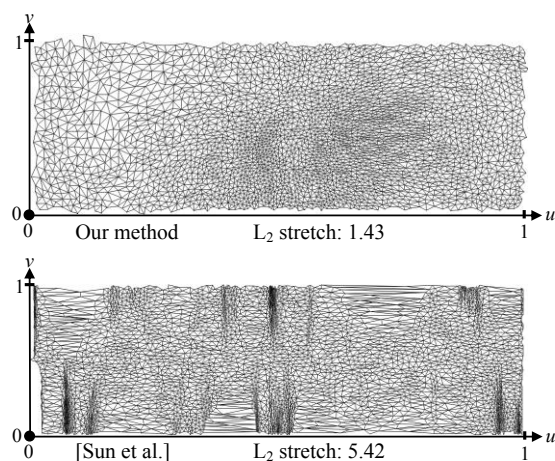 v
1
0
0 Our method L₂ stretch: 1.43 1 u
v
1
0
0 [Sun et al.] L₂ stretch: 5.42 1 u